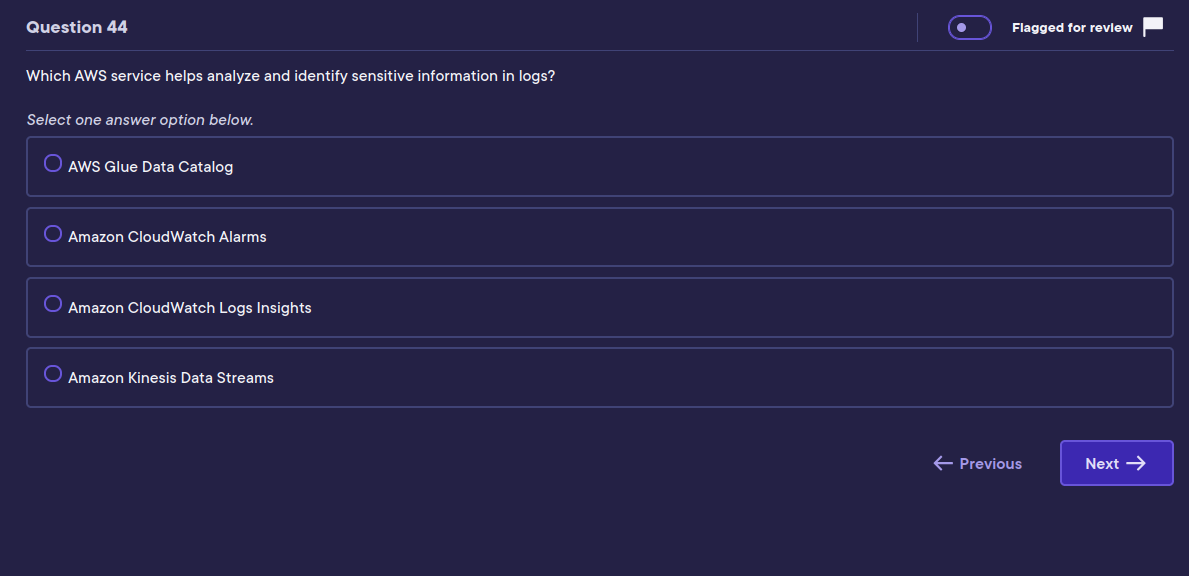 Question 44
Flagged for review
Which AWS service helps analyze and identify sensitive information in logs?
Select one answer option below.
AWS Glue Data Catalog
Amazon CloudWatch Alarms
Amazon CloudWatch Logs Insights
Amazon Kinesis Data Streams
Previous
Next